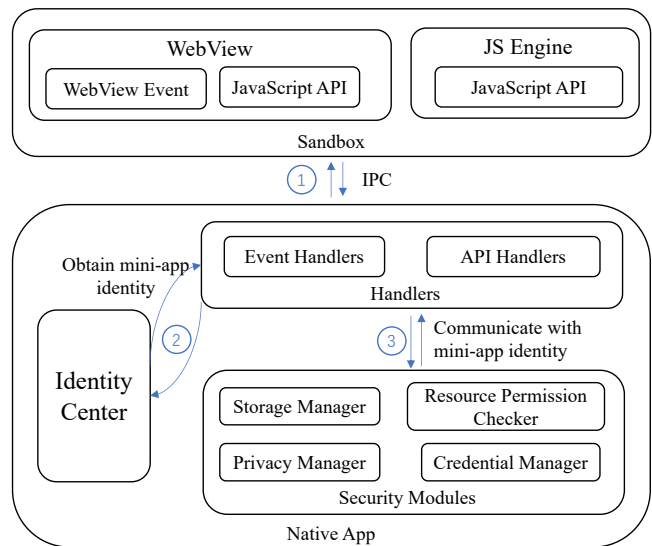 WebView
JS Engine
WebView Event
JavaScript API
JavaScript API
Sandbox
1
IPC
Event Handlers
API Handlers
Handlers
Obtain mini-app
identity
2
3
Communicate with
mini-app identity
Identity
Center
Storage Manager
Resource Permission
Checker
Privacy Manager
Credential Manager
Security Modules
Native App